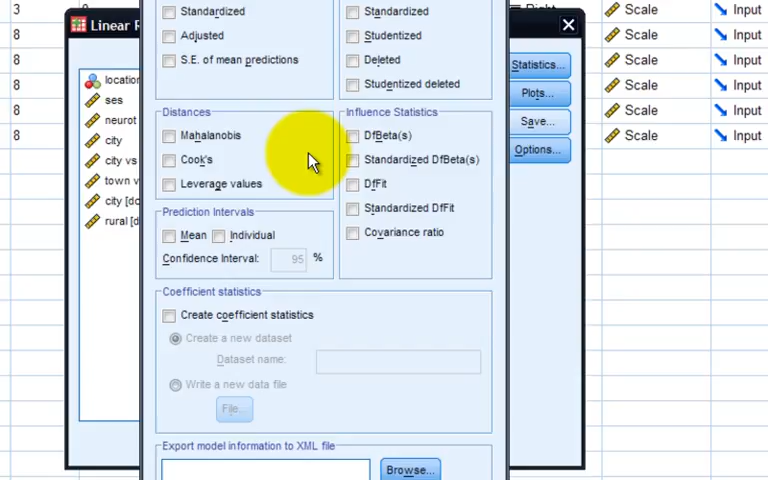 3
8
8
8
8
8
Right
Scale
Scale
Scale
Scale
Scale
Scale
Input
Input
Input
Input
Input
Input
Linear R
locatio
ses
neurot
city
city vs
town v
city [do
rural [d
Standardized
Adjusted
S.E. of mean predictions
Standardized
Studentized
Deleted
Studentized deleted
Distances
Mahalanobis
Cook's
Leverage values
Influence Statistics
DfBeta(s)
Standardized DfBeta(s)
DfFit
Standardized DfFit
Covariance ratio
Prediction Intervals
Mean Individual
Confidence Interval: 95 %
Coefficient statistics
Create coefficient statistics
Create a new dataset
Dataset name:
Write a new data file
File...
Export model information to XML file
Browse...
Statistics...
Plots...
Save...
Options...